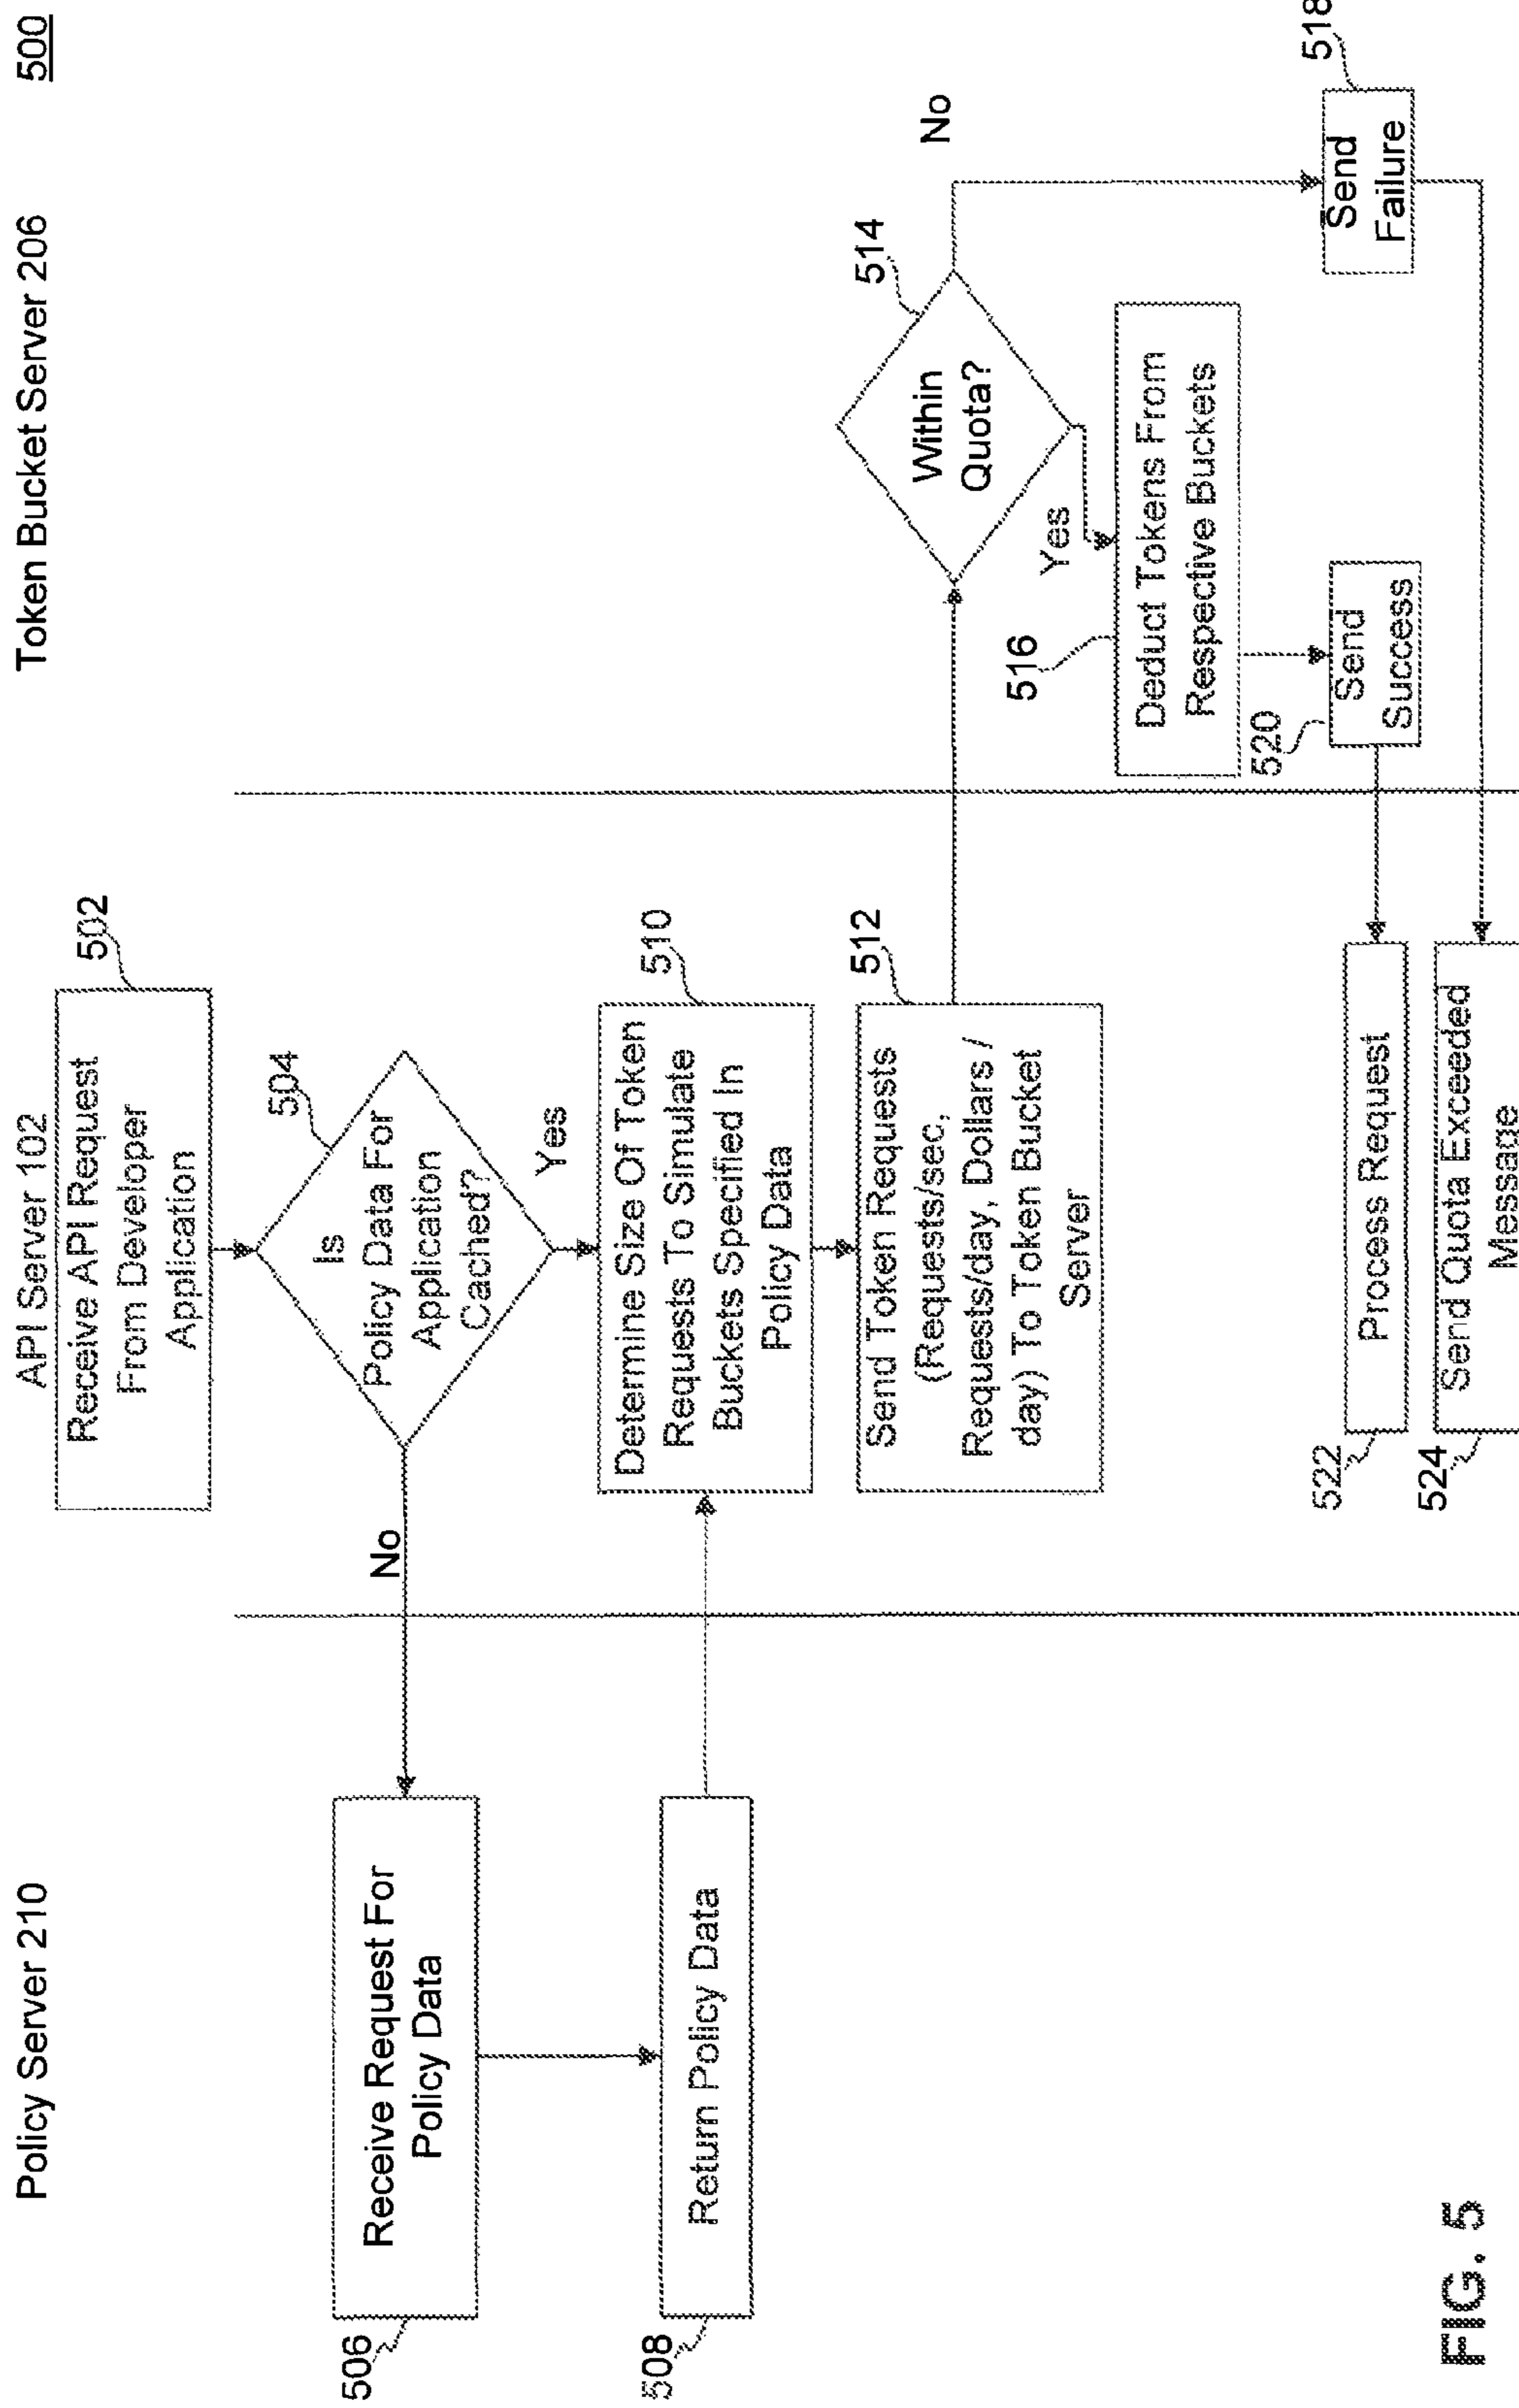 500
Policy Server 210
API Server 102
Token Bucket Server 206
502
Receive API Request
From Developer
Application
504
Is
Policy Data For
Application
Cached?
No
Yes
506
Receive Request For
Policy Data
508
Return Policy Data
510
Determine Size Of Token
Requests To Simulate
Buckets Specified In
Policy Data
512
Send Token Requests
(Requests/sec,
Requests/day, Dollars /
day) To Token Bucket
Server
514
Within
Quota?
No
Yes
516
Deduct Tokens From
Respective Buckets
518
Send
Failure
520
Send
Success
522
Process Request
524
Send Quota Exceeded
Message
FIG. 5